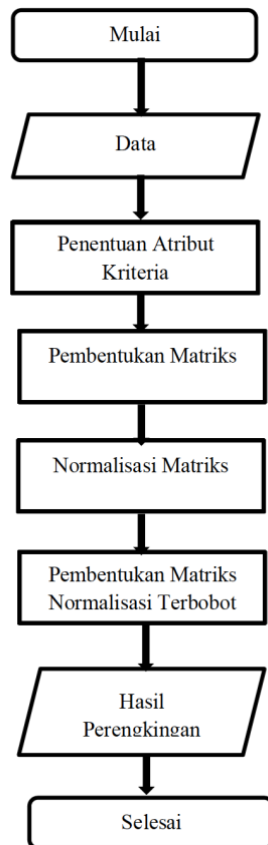 Mulai
Data
Penentuan Atribut
Kriteria
Pembentukan Matriks
Normalisasi Matriks
Pembentukan Matriks
Normalisasi Terbobot
Hasil
Perengkingan
Selesai